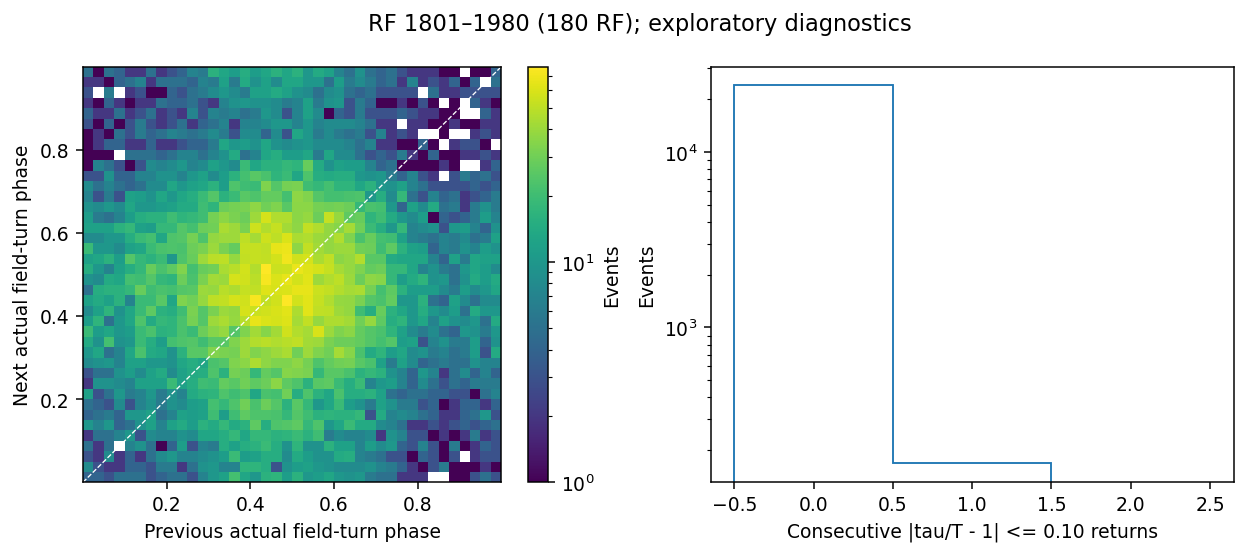 RF 1801–1980 (180 RF); exploratory diagnostics
Next actual field-turn phase
0.8
0.6
0.4
0.2
0.2 0.4 0.6 0.8
Previous actual field-turn phase
10¹
10⁰
Events
Events
10⁴
10³
−0.5 0.0 0.5 1.0 1.5 2.0 2.5
Consecutive |tau/T - 1| <= 0.10 returns